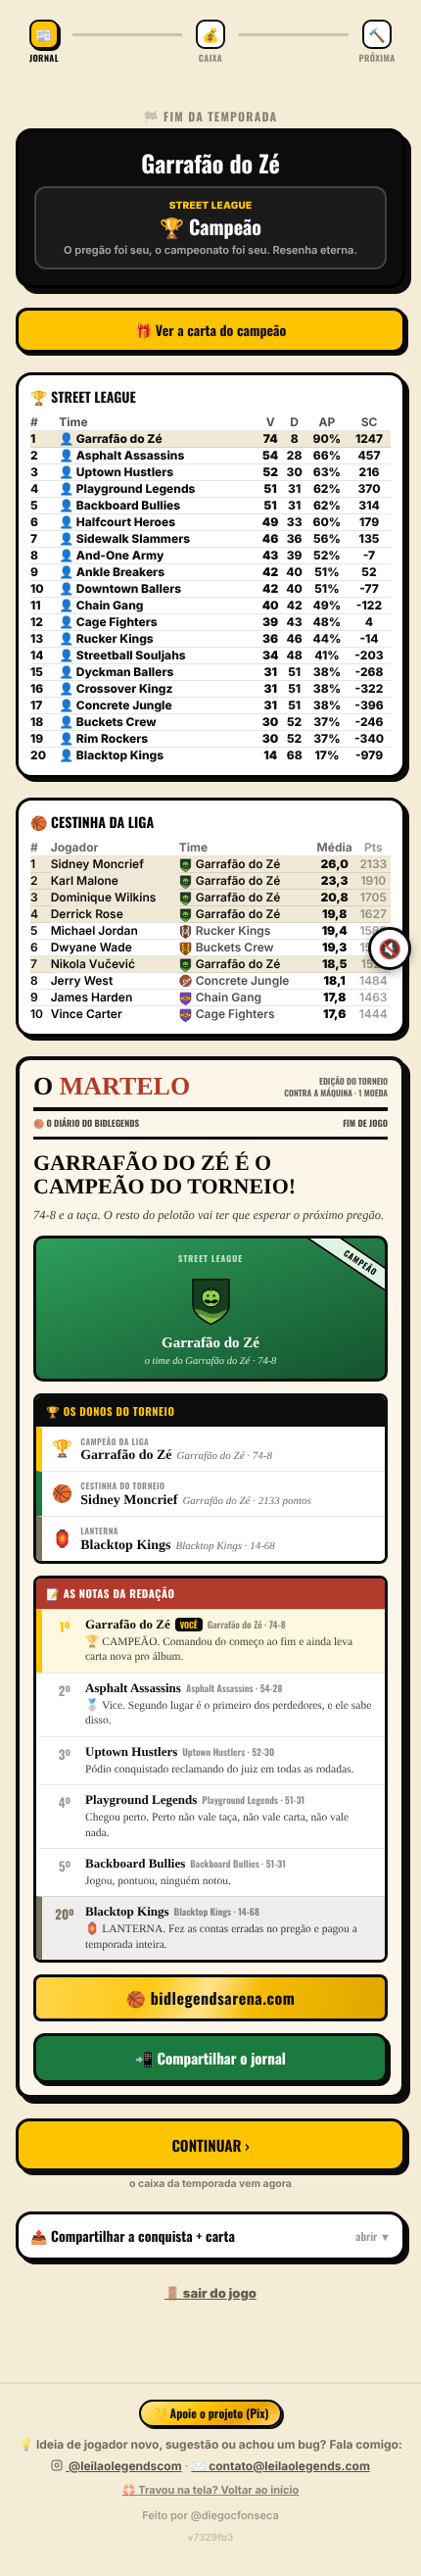 JORNAL CAIXA PRÓXIMA
FIM DA TEMPORADA
Garrafão do Zé
STREET LEAGUE
Campeão
O pregão foi seu, o campeonato foi seu. Resenha eterna.
Ver a carta do campeão
STREET LEAGUE
# Time V D AP SC
1 Garrafão do Zé 74 8 90% 1247
2 Asphalt Assassins 54 28 66% 457
3 Uptown Hustlers 52 30 63% 216
4 Playground Legends 51 31 62% 370
5 Backboard Bullies 51 31 62% 314
6 Halfcourt Heroes 49 33 60% 179
7 Sidewalk Slammers 46 36 56% 135
8 And-One Army 43 39 52% -7
9 Ankle Breakers 42 40 51% 52
10 Downtown Ballers 42 40 51% -77
11 Chain Gang 40 42 49% -122
12 Cage Fighters 39 43 48% 4
13 Rucker Kings 36 46 44% -14
14 Streetball Souljahs 34 48 41% -203
15 Dyckman Ballers 31 51 38% -268
16 Crossover Kingz 31 51 38% -322
17 Concrete Jungle 31 51 38% -396
18 Buckets Crew 30 52 37% -246
19 Rim Rockers 30 52 37% -340
20 Blacktop Kings 14 68 17% -979
CESTINHA DA LIGA
# Jogador Time Média Pts
1 Sidney Moncrief Garrafão do Zé 26,0 2133
2 Karl Malone Garrafão do Zé 23,3 1910
3 Dominique Wilkins Garrafão do Zé 20,8 1705
4 Derrick Rose Garrafão do Zé 19,8 1627
5 Michael Jordan Rucker Kings 19,4
6 Dwyane Wade Buckets Crew 19,3
7 Nikola Vučević Garrafão do Zé 18,5
8 Jerry West Concrete Jungle 18,1 1484
9 James Harden Chain Gang 17,8 1463
10 Vince Carter Cage Fighters 17,6 1444
O MARTELO
EDIÇÃO DO TORNEIO
CONTRA A MÁQUINA · 1 MOEDA
O DIÁRIO DO BIDLEGENDS FIM DE JOGO
GARRAFÃO DO ZÉ É O
CAMPEÃO DO TORNEIO!
74-8 e a taça. O resto do pelotão vai ter que esperar o próximo pregão.
STREET LEAGUE
CAMPEÃO
Garrafão do Zé
o time do Garrafão do Zé · 74-8
OS DONOS DO TORNEIO
CAMPEÃO DA LIGA
Garrafão do Zé Garrafão do Zé · 74-8
CESTINHA DO TORNEIO
Sidney Moncrief Garrafão do Zé · 2133 pontos
LANTERNA
Blacktop Kings Blacktop Kings · 14-68
AS NOTAS DA REDAÇÃO
1º Garrafão do Zé VOCÊ Garrafão do Zé · 74-8
CAMPEÃO. Comandou do começo ao fim e ainda leva
carta nova pro álbum.
2º Asphalt Assassins Asphalt Assassins · 54-28
Vice. Segundo lugar é o primeiro dos perdedores, e ele sabe
disso.
3º Uptown Hustlers Uptown Hustlers · 52-30
Pódio conquistado reclamando do juiz em todas as rodadas.
4º Playground Legends Playground Legends · 51-31
Chegou perto. Perto não vale taça, não vale carta, não vale
nada.
5º Backboard Bullies Backboard Bullies · 51-31
Jogou, pontuou, ninguém notou.
20º Blacktop Kings Blacktop Kings · 14-68
LANTERNA. Fez as contas erradas no pregão e pagou a
temporada inteira.
bidlegendsarena.com
Compartilhar o jornal
CONTINUAR ›
o caixa da temporada vem agora
Compartilhar a conquista + carta abrir ▼
sair do jogo
Apoie o projeto (Pix)
Ideia de jogador novo, sugestão ou achou um bug? Fala comigo:
@leilaolegendscom · contato@leilaolegends.com
Travou na tela? Voltar ao início
Feito por @diegocfonseca
v7329fb3